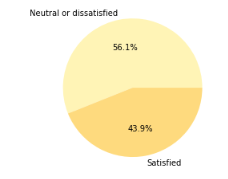 Neutral or dissatisfied
56.1%
43.9%
Satisfied